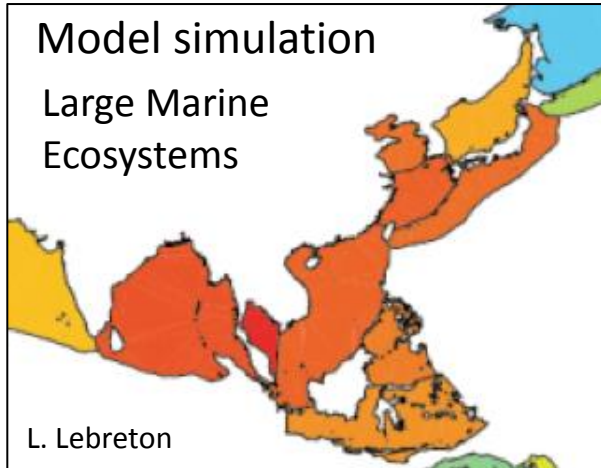 Model simulation
Large Marine
Ecosystems
L. Lebreton